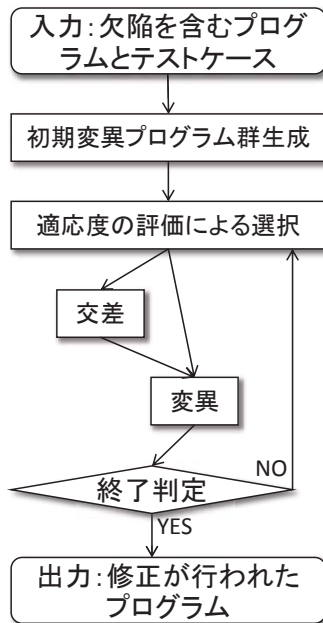 入力:欠陥を含むプログ
ラムとテストケース
初期変異プログラム群生成
適応度の評価による選択
交差
変異
終了判定
NO
YES
出力:修正が行われた
プログラム